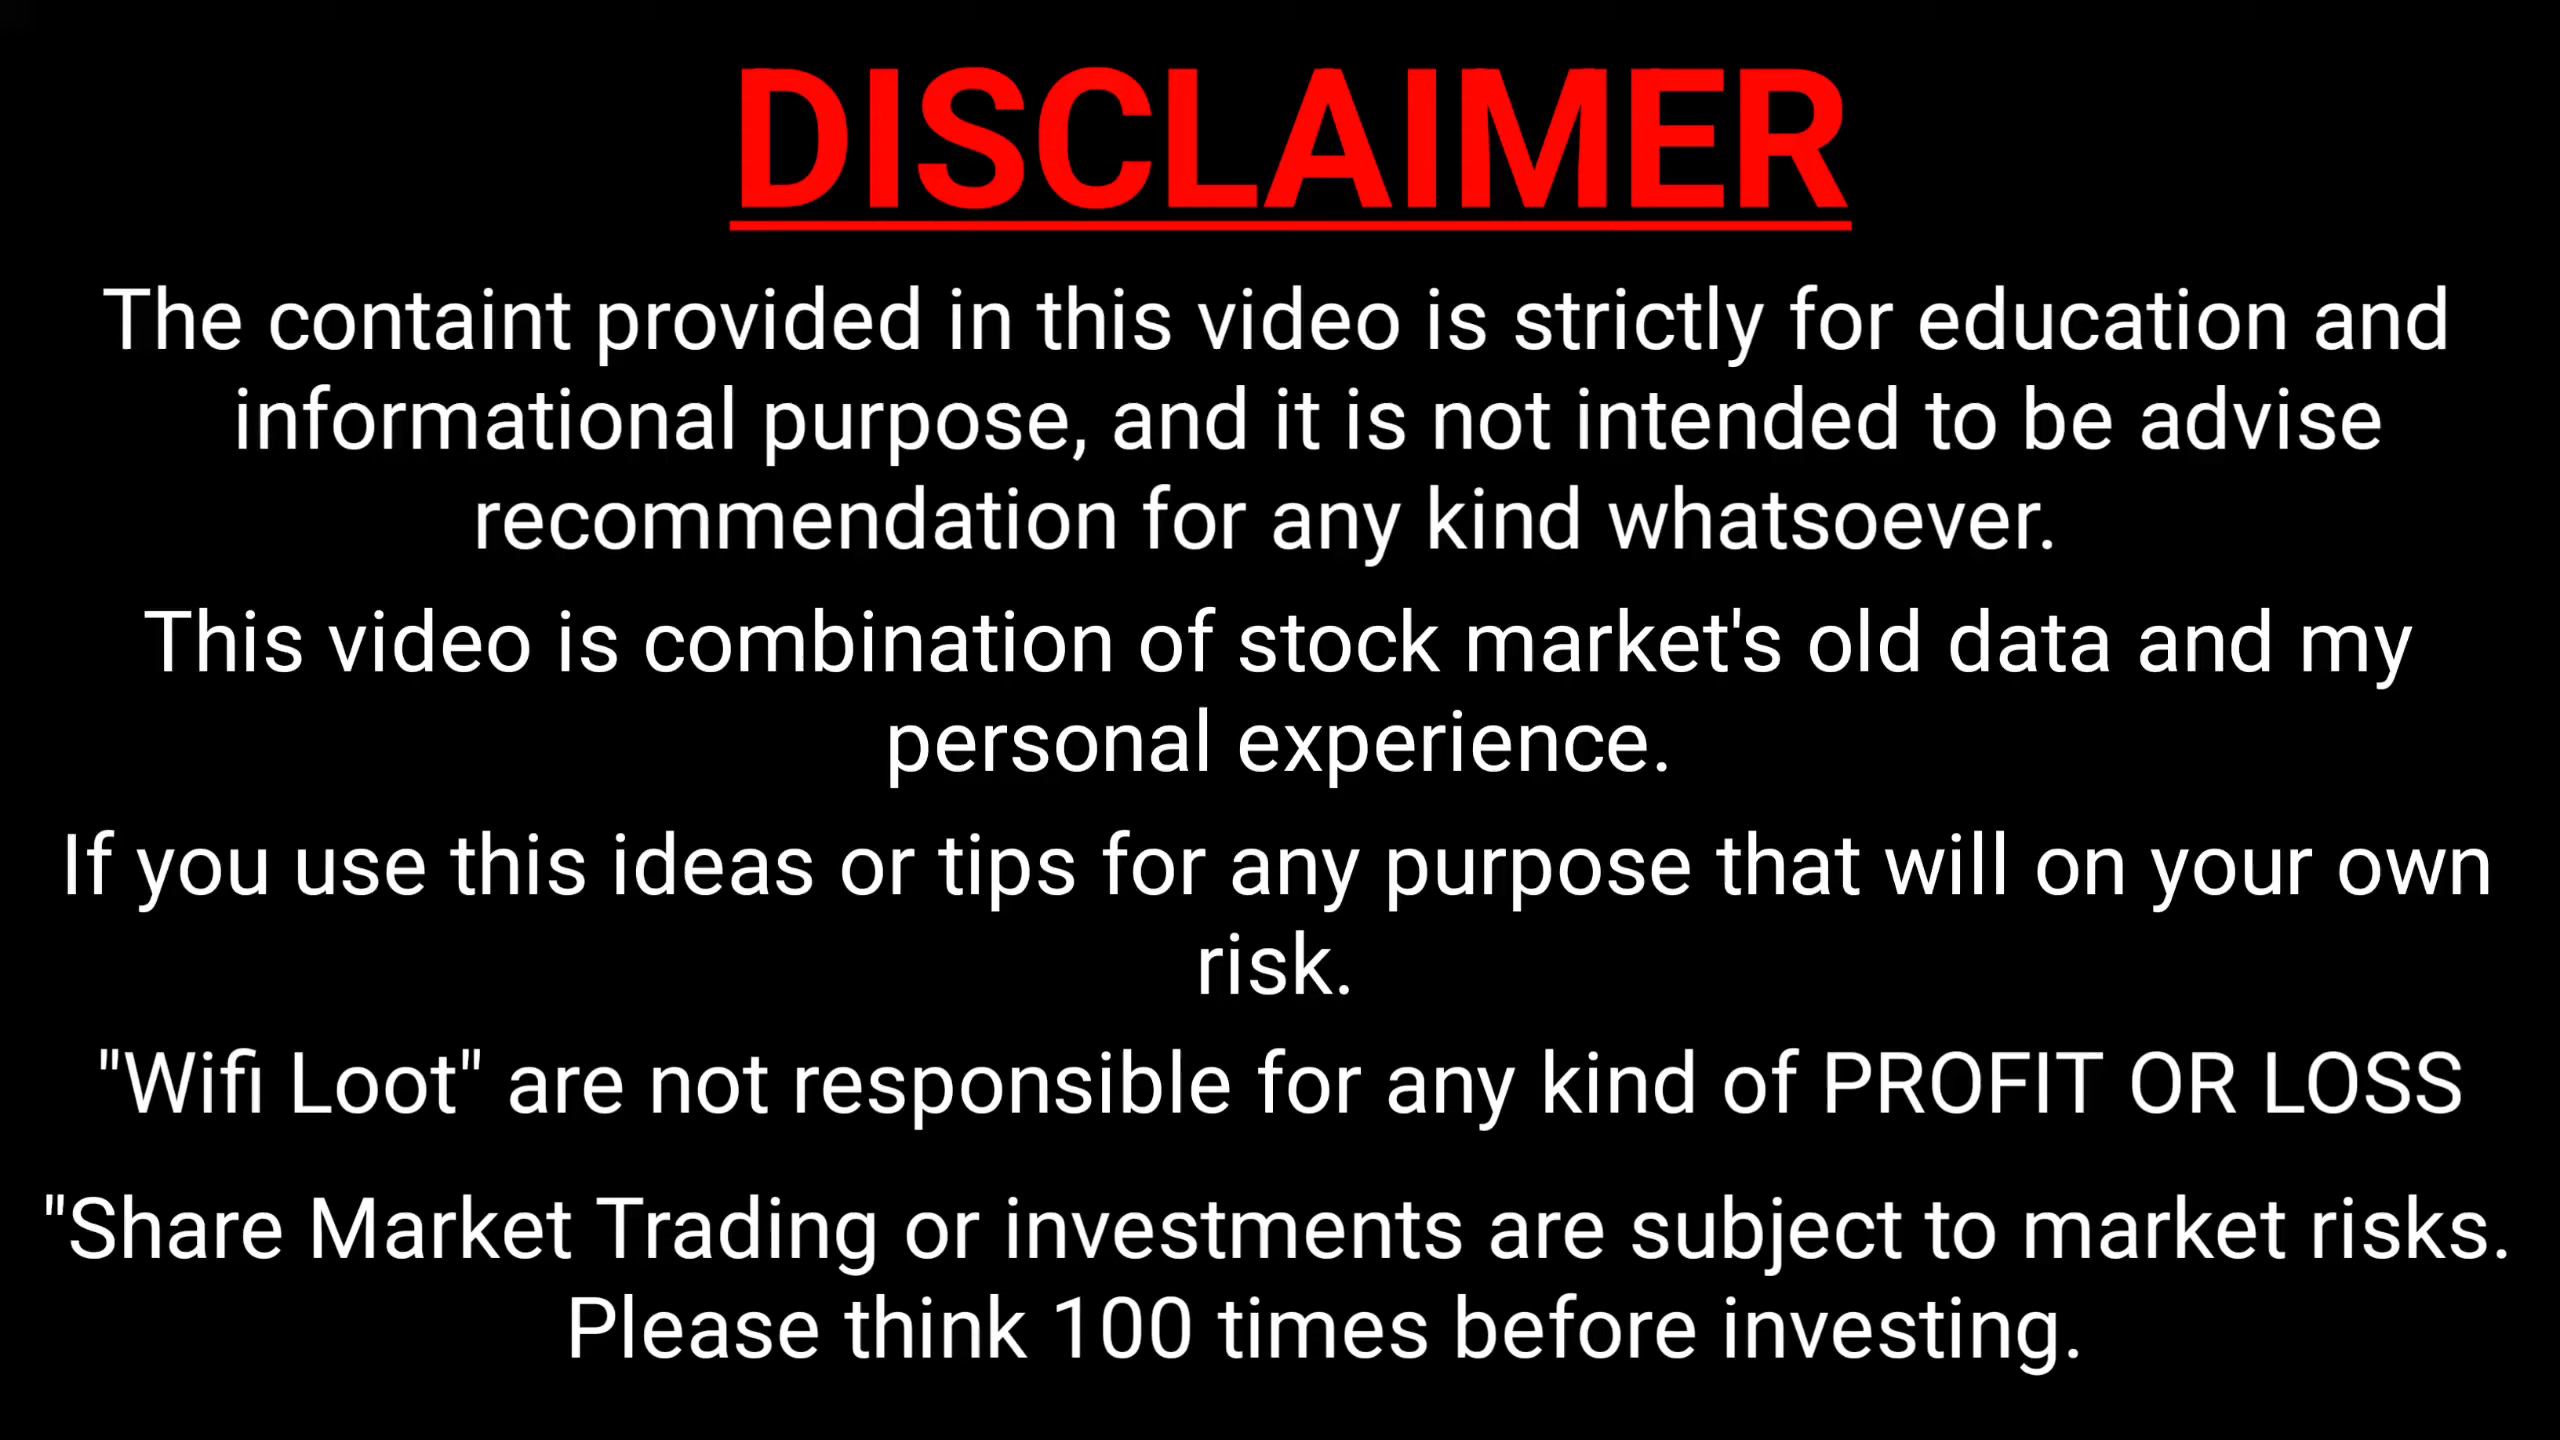 DISCLAIMER
The containt provided in this video is strictly for education and
informational purpose, and it is not intended to be advise
recommendation for any kind whatsoever.
This video is combination of stock market's old data and my
personal experience.
If you use this ideas or tips for any purpose that will on your own
risk.
"Wifi Loot" are not responsible for any kind of PROFIT OR LOSS
"Share Market Trading or investments are subject to market risks.
Please think 100 times before investing.